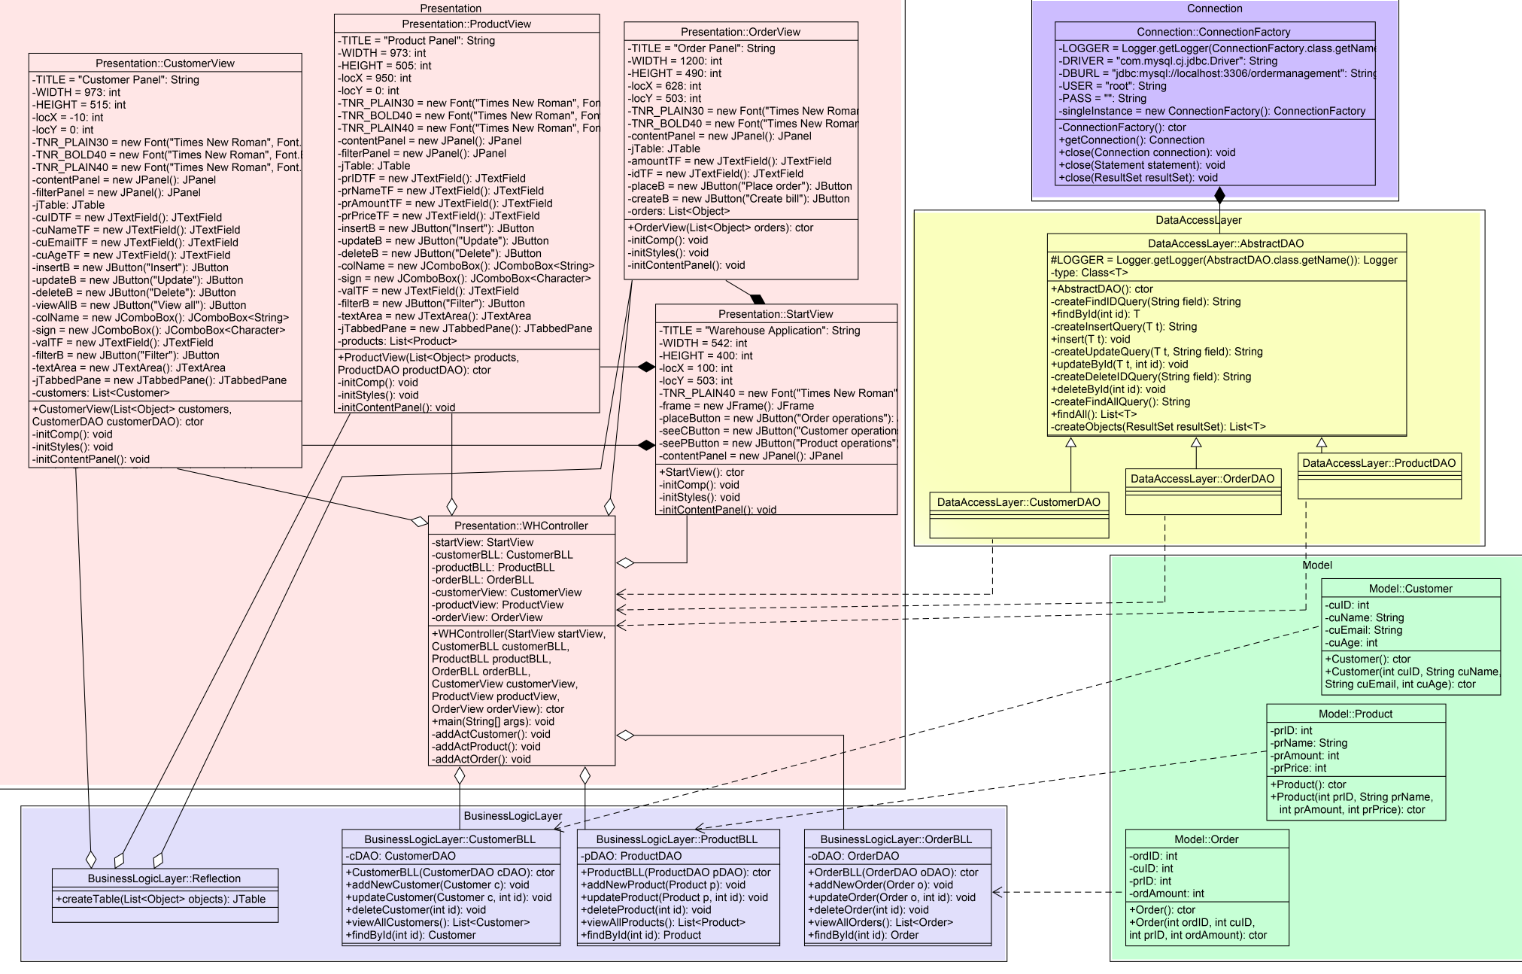 Presentation
Presentation::CustomerView
-TITLE = "Customer Panel": String
-WIDTH = 973: int
-HEIGHT = 515: int
-locX = -10: int
-locY = 0: int
-TNR_PLAIN30 = new Font("Times New Roman", Font.
-TNR_BOLD40 = new Font("Times New Roman", Font.
-TNR_PLAIN40 = new Font("Times New Roman", Font.
-contentPanel = new JPanel(): JPanel
-filterPanel = new JPanel(): JPanel
-jTable: JTable
-cuIDTF = new JTextField(): JTextField
-cuNameTF = new JTextField(): JTextField
-cuEmailTF = new JTextField(): JTextField
-cuAgeTF = new JTextField(): JTextField
-insertB = new JButton("Insert"): JButton
-updateB = new JButton("Update"): JButton
-deleteB = new JButton("Delete"): JButton
-viewAllB = new JButton("View all"): JButton
-colName = new JComboBox(): JComboBox<String>
-sign = new JComboBox(): JComboBox<Character>
-valTF = new JTextField(): JTextField
-filterB = new JButton("Filter"): JButton
-textArea = new JTextArea(): JTextArea
-jTabbedPane = new JTabbedPane(): JTabbedPane
-customers: List<Customer>
+CustomerView(List<Object> customers,
CustomerDAO customerDAO): ctor
-initComp(): void
-initStyles(): void
-initContentPanel(): void
Presentation::ProductView
-TITLE = "Product Panel": String
-WIDTH = 973: int
-HEIGHT = 505: int
-locX = 950: int
-locY = 0: int
-TNR_PLAIN30 = new Font("Times New Roman", Fon
-TNR_BOLD40 = new Font("Times New Roman", Fon
-TNR_PLAIN40 = new Font("Times New Roman", Fon
-contentPanel = new JPanel(): JPanel
-filterPanel = new JPanel(): JPanel
-jTable: JTable
-prIDTF = new JTextField(): JTextField
-prNameTF = new JTextField(): JTextField
-prAmountTF = new JTextField(): JTextField
-prPriceTF = new JTextField(): JTextField
-insertB = new JButton("Insert"): JButton
-updateB = new JButton("Update"): JButton
-deleteB = new JButton("Delete"): JButton
-colName = new JComboBox(): JComboBox<String>
-sign = new JComboBox(): JComboBox<Character>
-valTF = new JTextField(): JTextField
-filterB = new JButton("Filter"): JButton
-textArea = new JTextArea(): JTextArea
-jTabbedPane = new JTabbedPane(): JTabbedPane
-products: List<Product>
+ProductView(List<Object> products,
ProductDAO productDAO): ctor
-initComp(): void
-initStyles(): void
-initContentPanel(): void
Presentation::OrderView
-TITLE = "Order Panel": String
-WIDTH = 1200: int
-HEIGHT = 490: int
-locX = 628: int
-locY = 503: int
-TNR_PLAIN30 = new Font("Times New Roman
-TNR_BOLD40 = new Font("Times New Roman
-contentPanel = new JPanel(): JPanel
-jTable: JTable
-amountTF = new JTextField(): JTextField
-idTF = new JTextField(): JTextField
-placeB = new JButton("Place order"): JButton
-createB = new JButton("Create bill"): JButton
-orders: List<Object>
+OrderView(List<Object> orders): ctor
-initComp(): void
-initStyles(): void
-initContentPanel(): void
Presentation::StartView
-TITLE = "Warehouse Application": String
-WIDTH = 542: int
-HEIGHT = 400: int
-locX = 100: int
-locY = 503: int
-TNR_PLAIN40 = new Font("Times New Roman"
-frame = new JFrame(): JFrame
-placeButton = new JButton("Order operations"):
-seeCButton = new JButton("Customer operation
-seePButton = new JButton("Product operations"
-contentPanel = new JPanel(): JPanel
+StartView(): ctor
-initComp(): void
-initStyles(): void
-initContentPanel(): void
Presentation::WHController
-startView: StartView
-customerBLL: CustomerBLL
-productBLL: ProductBLL
-orderBLL: OrderBLL
-customerView: CustomerView
-productView: ProductView
-orderView: OrderView
+WHController(StartView startView,
CustomerBLL customerBLL,
ProductBLL productBLL,
OrderBLL orderBLL,
CustomerView customerView,
ProductView productView,
OrderView orderView): ctor
+main(String[] args): void
-addActCustomer(): void
-addActProduct(): void
-addActOrder(): void
Connection
Connection::ConnectionFactory
-LOGGER = Logger.getLogger(ConnectionFactory.class.getNam
-DRIVER = "com.mysql.cj.jdbc.Driver": String
-DBURL = "jdbc:mysql://localhost:3306/ordermanagement": String
-USER = "root": String
-PASS = "": String
-singleInstance = new ConnectionFactory(): ConnectionFactory
-ConnectionFactory(): ctor
+getConnection(): Connection
+close(Connection connection): void
+close(Statement statement): void
+close(ResultSet resultSet): void
DataAccessLayer
DataAccessLayer::AbstractDAO
#LOGGER = Logger.getLogger(AbstractDAO.class.getName()): Logger
-type: Class<T>
+AbstractDAO(): ctor
-createFindIDQuery(String field): String
+findById(int id): T
-createInsertQuery(T t): String
+insert(T t): void
-createUpdateQuery(T t, String field): String
+updateById(T t, int id): void
-createDeleteIDQuery(String field): String
+deleteById(int id): void
-createFindAllQuery(): String
+findAll(): List<T>
-createObjects(ResultSet resultSet): List<T>
DataAccessLayer::ProductDAO
DataAccessLayer::OrderDAO
DataAccessLayer::CustomerDAO
Model
Model::Customer
-cuID: int
-cuName: String
-cuEmail: String
-cuAge: int
+Customer(): ctor
+Customer(int cuID, String cuName,
String cuEmail, int cuAge): ctor
Model::Product
-prID: int
-prName: String
-prAmount: int
-prPrice: int
+Product(): ctor
+Product(int prID, String prName,
int prAmount, int prPrice): ctor
Model::Order
-ordID: int
-cuID: int
-prID: int
-ordAmount: int
+Order(): ctor
+Order(int ordID, int cuID,
int prID, int ordAmount): ctor
BusinessLogicLayer
BusinessLogicLayer::Reflection
+createTable(List<Object> objects): JTable
BusinessLogicLayer::CustomerBLL
-cDAO: CustomerDAO
+CustomerBLL(CustomerDAO cDAO): ctor
+addNewCustomer(Customer c): void
+updateCustomer(Customer c, int id): void
+deleteCustomer(int id): void
+viewAllCustomers(): List<Customer>
+findById(int id): Customer
BusinessLogicLayer::ProductBLL
-pDAO: ProductDAO
+ProductBLL(ProductDAO pDAO): ctor
+addNewProduct(Product p): void
+updateProduct(Product p, int id): void
+deleteProduct(int id): void
+viewAllProducts(): List<Product>
+findById(int id): Product
BusinessLogicLayer::OrderBLL
-oDAO: OrderDAO
+OrderBLL(OrderDAO oDAO): ctor
+addNewOrder(Order o): void
+updateOrder(Order o, int id): void
+deleteOrder(int id): void
+viewAllOrders(): List<Order>
+findById(int id): Order